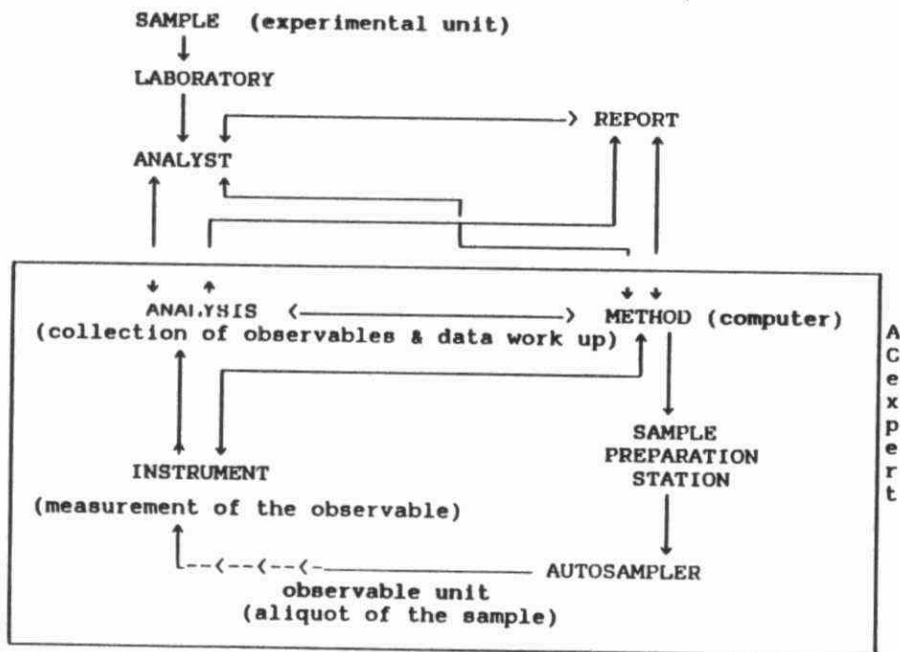 SAMPLE (experimental unit)
LABORATORY
REPORT
ANALYST
ANALYSIS
(collection of observables & data work up)
METHOD (computer)
SAMPLE
PREPARATION
STATION
INSTRUMENT
(measurement of the observable)
AUTOSAMPLER
observable unit
(aliquot of the sample)
ACexpert